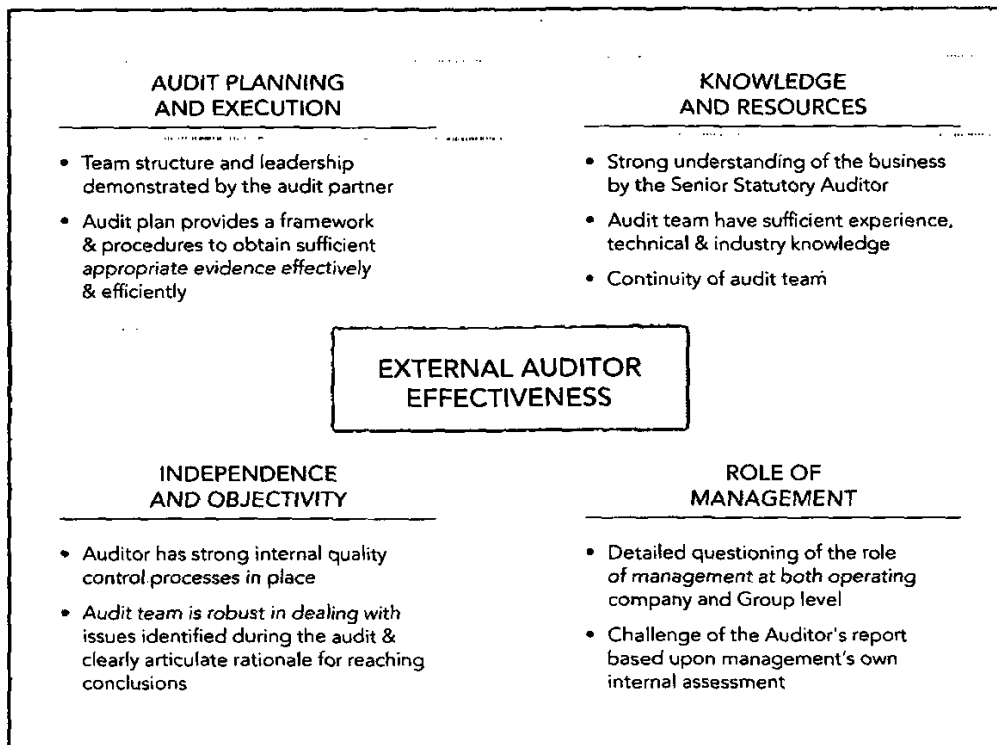 AUDIT PLANNING
AND EXECUTION
• Team structure and leadership
demonstrated by the audit partner
• Audit plan provides a framework
& procedures to obtain sufficient
appropriate evidence effectively
& efficiently
KNOWLEDGE
AND RESOURCES
• Strong understanding of the business
by the Senior Statutory Auditor
• Audit team have sufficient experience,
technical & industry knowledge
• Continuity of audit team
EXTERNAL AUDITOR
EFFECTIVENESS
INDEPENDENCE
AND OBJECTIVITY
• Auditor has strong internal quality
control processes in place
• Audit team is robust in dealing with
issues identified during the audit &
clearly articulate rationale for reaching
conclusions
ROLE OF
MANAGEMENT
• Detailed questioning of the role
of management at both operating
company and Group level
• Challenge of the Auditor's report
based upon management's own
internal assessment